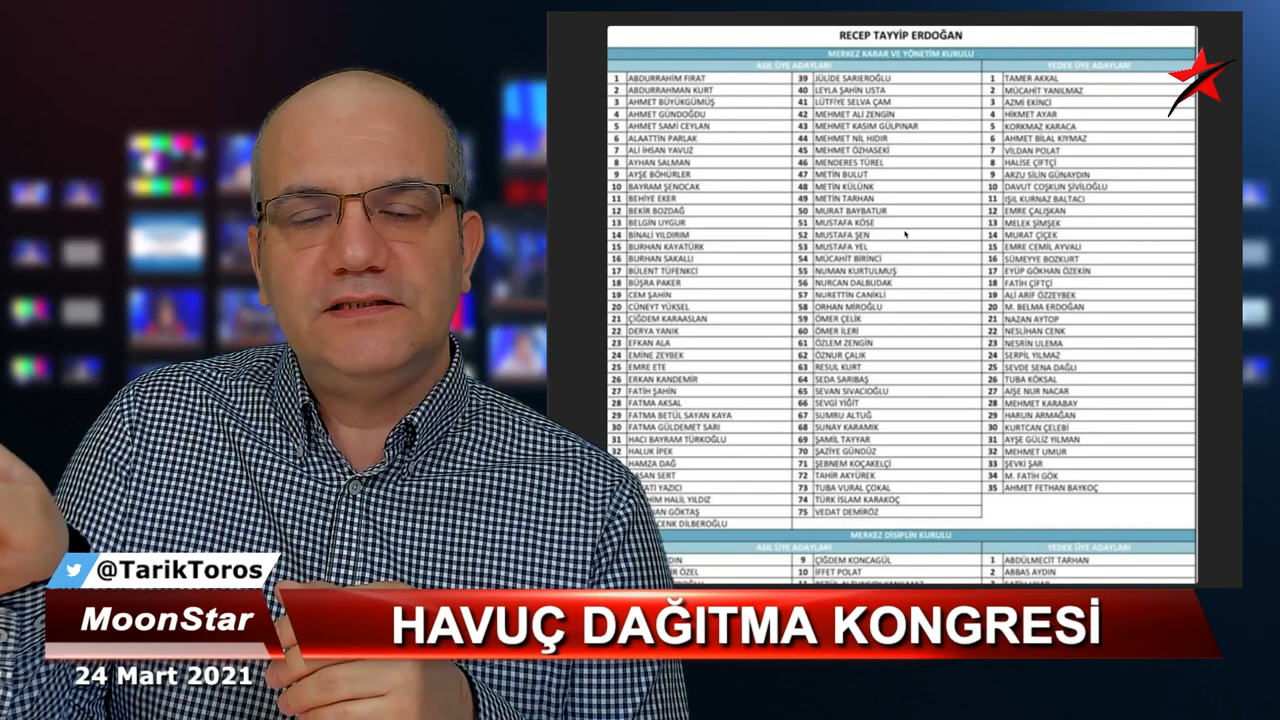 RECEP TAYYİP ERDOĞAN
MERKEZ KARAR VE YÖNETİM KURULU
ASIL ÜYE ADAYLARI YEDEK ÜYE ADAYLARI
1 ABDURRAHİM FIRAT 39 JÜLİDE SARIEROĞLU 1 TAMER AKKAL
2 ABDURRAHMAN KURT 40 LEYLA ŞAHİN USTA 2 MÜCAHİT YANILMAZ
3 AHMET BÜYÜKGÜMÜŞ 41 LÜTFİYE SELVA ÇAM 3 AZMİ EKİNCİ
4 AHMET GÜNDOĞDU 42 MEHMET ALİ ZENGİN 4 HİKMET AYAR
5 AHMET SAMİ CEYLAN 43 MEHMET KASIM GÜLPINAR 5 KORKMAZ KARACA
6 ALAATTİN PARLAK 44 MEHMET NİL HIDIR 6 AHMET BİLAL KIYMAZ
7 ALİ İHSAN YAVUZ 45 MEHMET ÖZHASEKİ 7 VİLDAN POLAT
8 AYHAN SALMAN 46 MENDERES TÜREL 8 HALİSE ÇİFTÇİ
9 AYŞE BÖHÜRLER 47 METİN BULUT 9 ARZU SİLİN GÜNAYDIN
10 BAYRAM ŞENOCAK 48 METİN KÜLÜNK 10 DAVUT COŞKUN ŞİVİLOĞLU
11 BEHİYE EKER 49 METİN TARHAN 11 IŞIL KURNAZ BALTACI
12 BEKİR BOZDAĞ 50 MURAT BAYBATUR 12 EMRE ÇALIŞKAN
13 BELGİN UYGUR 51 MUSTAFA KÖSE 13 MELEK ŞİMŞEK
14 BİNALİ YILDIRIM 52 MUSTAFA ŞEN 14 MURAT ÇİÇEK
15 BURHAN KAYATÜRK 53 MUSTAFA YEL 15 EMRE CEMİL AYVALI
16 BURHAN SAKALLI 54 MÜCAHİT BİRİNCİ 16 SÜMEYYE BOZKURT
17 BÜLENT TÜFENKCİ 55 NUMAN KURTULMUŞ 17 EYÜP GÖKHAN ÖZEKİN
18 BÜŞRA PAKER 56 NURCAN DALBUDAK 18 FATİH ÇİFTÇİ
19 CEM ŞAHİN 57 NURETTİN CANİKLİ 19 ALİ ARİF ÖZZEYBEK
20 CÜNEYT YÜKSEL 58 ORHAN MİROĞLU 20 M. BELMA ERDOĞAN
21 ÇİĞDEM KARAASLAN 59 ÖMER ÇELİK 21 NAZAN AYTOP
22 DERYA YANIK 60 ÖMER İLERİ 22 NESLİHAN CENK
23 EFKAN ALA 61 ÖZLEM ZENGİN 23 NESRİN ULEMA
24 EMİNE ZEYBEK 62 ÖZNUR ÇALIK 24 SERPİL YILMAZ
25 EMRE ETE 63 RESUL KURT 25 SEVDE SENA DAĞLI
26 ERKAN KANDEMİR 64 SEDA SARIBAŞ 26 TUBA KÖKSAL
27 FATİH ŞAHİN 65 SEVAN SIVACIOĞLU 27 AİŞE NUR NACAR
28 FATMA AKSAL 66 SEVGİ YİĞİT 28 MEHMET KARABAY
29 FATMA BETÜL SAYAN KAYA 67 SUMRU ALTUĞ 29 HARUN ARMAĞAN
30 FATMA GÜLDEMET SARI 68 SUNAY KARAMIK 30 KURTCAN ÇELEBİ
31 HACI BAYRAM TÜRKOĞLU 69 ŞAMİL TAYYAR 31 AYŞE GÜLİZ YILMAN
32 HALUK İPEK 70 ŞAZİYE GÜNDÜZ 32 MEHMET UMUR
HAMZA DAĞ 71 ŞEBNEM KOÇAKELÇİ 33 ŞEVKİ ŞAR
ASAN SERT 72 TAHİR AKYÜREK 34 M. FATİH GÖK
ATİ YAZICI 73 TUBA VURAL ÇOKAL 35 AHMET FETHAN BAYKOÇ
HİM HALİL YILDIZ 74 TÜRK İSLAM KARAKOÇ
AN GÖKTAŞ 75 VEDAT DEMİRÖZ
CENK DİLBEROĞLU
MERKEZ DİSİPLİN KURULU
ASIL ÜYE ADAYLARI YEDEK ÜYE ADAYLARI
DIN 9 ÇİĞDEM KONCAGÜL 1 ABDÜLMECİT TARHAN
R ÖZEL 10 İFFET POLAT 2 ABBAS AYDIN
11
@TarikToros
MoonStar
HAVUÇ DAĞITMA KONGRESİ
24 Mart 2021